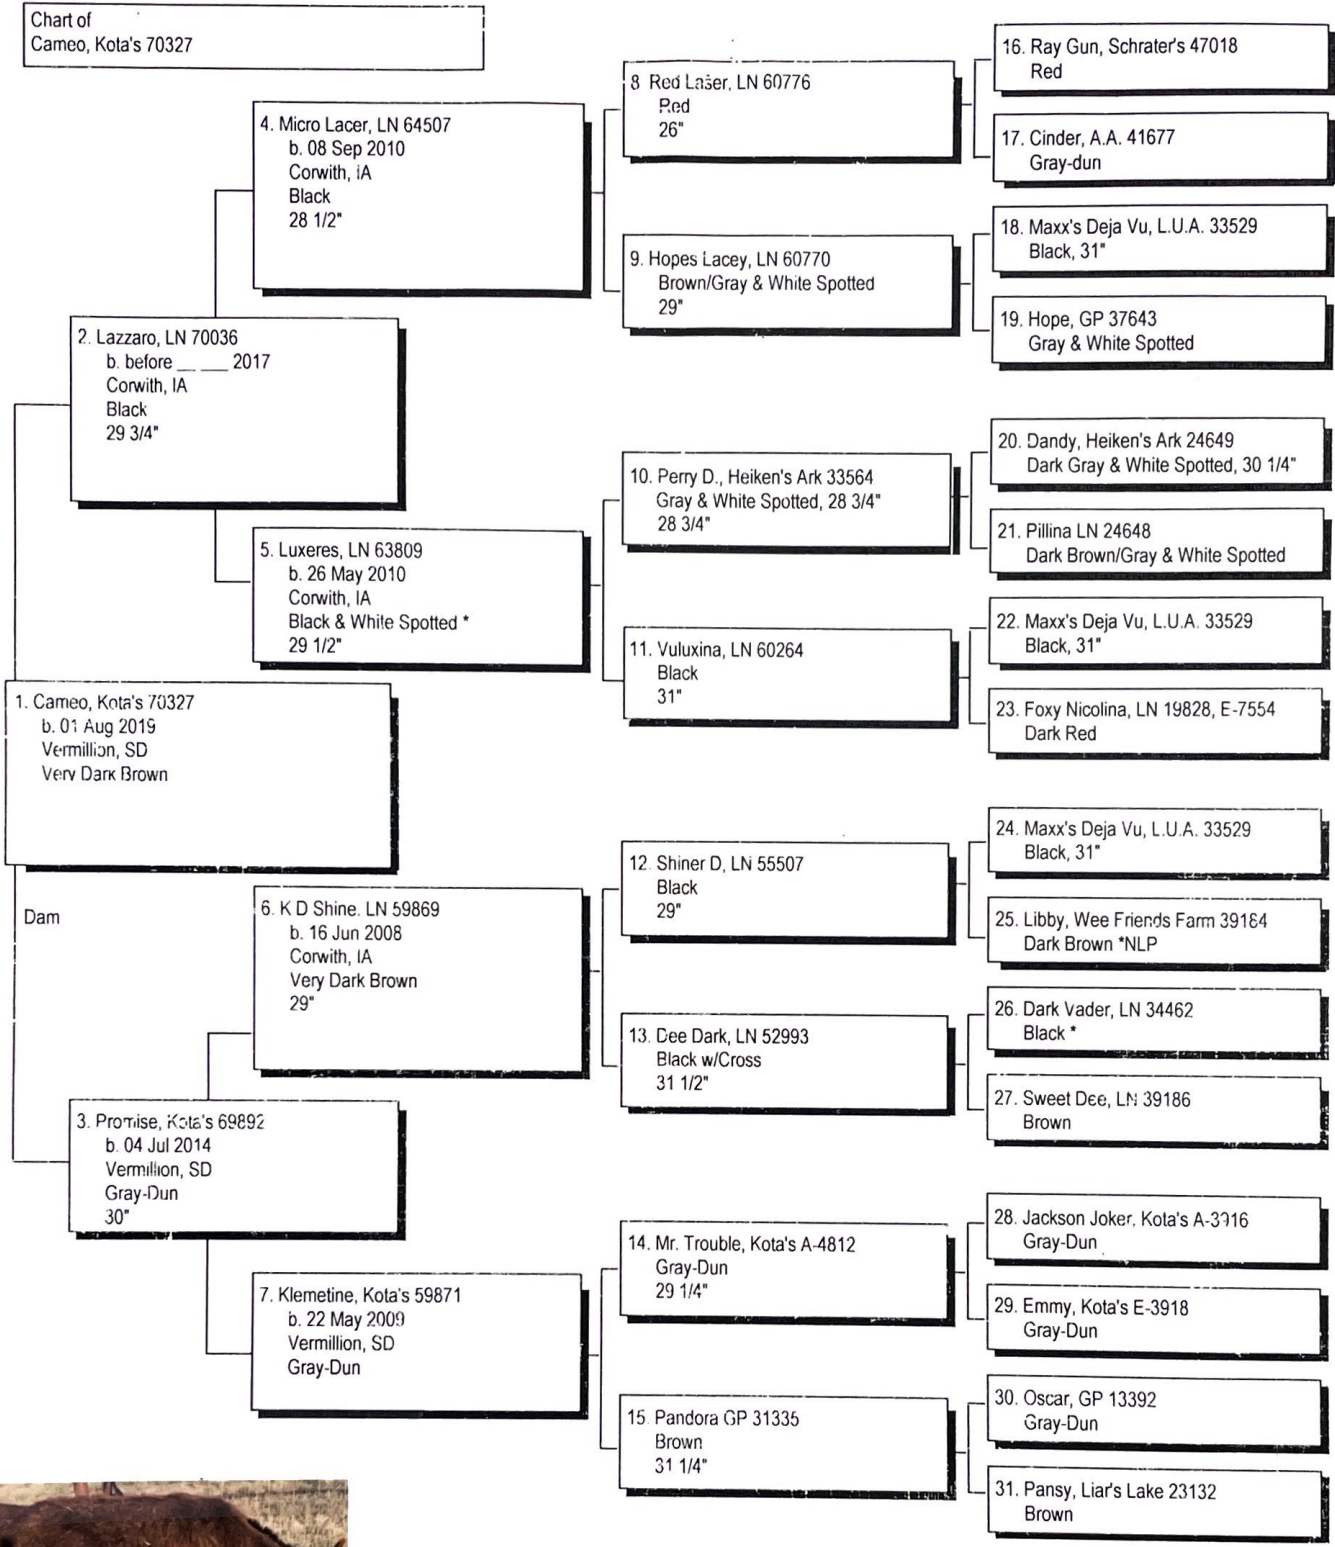 Chart of
Cameo, Kota's 70327
1. Cameo, Kota's 70327
b. 01 Aug 2019
Vermillion, SD
Very Dark Brown
Dam
2. Lazzaro, LN 70036
b. before __ __ 2017
Corwith, IA
Black
29 3/4"
3. Promise, Kota's 69892
b. 04 Jul 2014
Vermillion, SD
Gray-Dun
30"
4. Micro Lacer, LN 64507
b. 08 Sep 2010
Corwith, IA
Black
28 1/2"
5. Luxeres, LN 63809
b. 26 May 2010
Corwith, IA
Black & White Spotted *
29 1/2"
6. K D Shine. LN 59869
b. 16 Jun 2008
Corwith, IA
Very Dark Brown
29"
7. Klemetine, Kota's 59871
b. 22 May 2009
Vermillion, SD
Gray-Dun
8 Red Laser, LN 60776
Red
26"
9. Hopes Lacey, LN 60770
Brown/Gray & White Spotted
29"
10. Perry D., Heiken's Ark 33564
Gray & White Spotted, 28 3/4"
28 3/4"
11. Vuluxina, LN 60264
Black
31"
12. Shiner D, LN 55507
Black
29"
13. Dee Dark, LN 52993
Black w/Cross
31 1/2"
14. Mr. Trouble, Kota's A-4812
Gray-Dun
29 1/4"
15. Pandora GP 31335
Brown
31 1/4"
16. Ray Gun, Schrater's 47018
Red
17. Cinder, A.A. 41677
Gray-dun
18. Maxx's Deja Vu, L.U.A. 33529
Black, 31"
19. Hope, GP 37643
Gray & White Spotted
20. Dandy, Heiken's Ark 24649
Dark Gray & White Spotted, 30 1/4"
21. Pillina LN 24648
Dark Brown/Gray & White Spotted
22. Maxx's Deja Vu, L.U.A. 33529
Black, 31"
23. Foxy Nicolina, LN 19828, E-7554
Dark Red
24. Maxx's Deja Vu, L.U.A. 33529
Black, 31"
25. Libby, Wee Friends Farm 39184
Dark Brown *NLP
26. Dark Vader, LN 34462
Black *
27. Sweet Dee, LN 39186
Brown
28. Jackson Joker, Kota's A-3916
Gray-Dun
29. Emmy, Kota's E-3918
Gray-Dun
30. Oscar, GP 13392
Gray-Dun
31. Pansy, Liar's Lake 23132
Brown